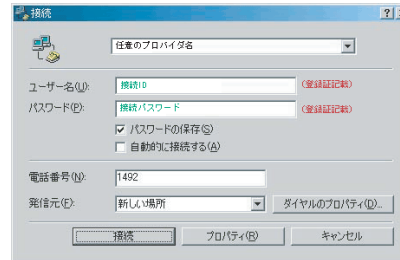 接続
任意のプロバイダ名
ユーザー名(U): 接続ID (登録証記載)
パスワード(P): 接続パスワード (登録証記載)
パスワードの保存(S)
自動的に接続する(A)
電話番号(N): 1492
発信元(F): 新しい場所 ダイヤルのプロパティ(D)...
接続 プロパティ(R) キャンセル